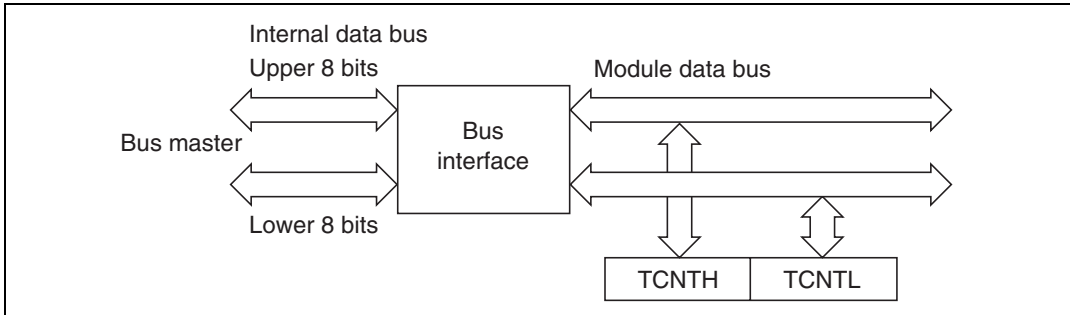 Internal data bus
Upper 8 bits
Module data bus
Bus master
Bus
interface
Lower 8 bits
TCNTH
TCNTL